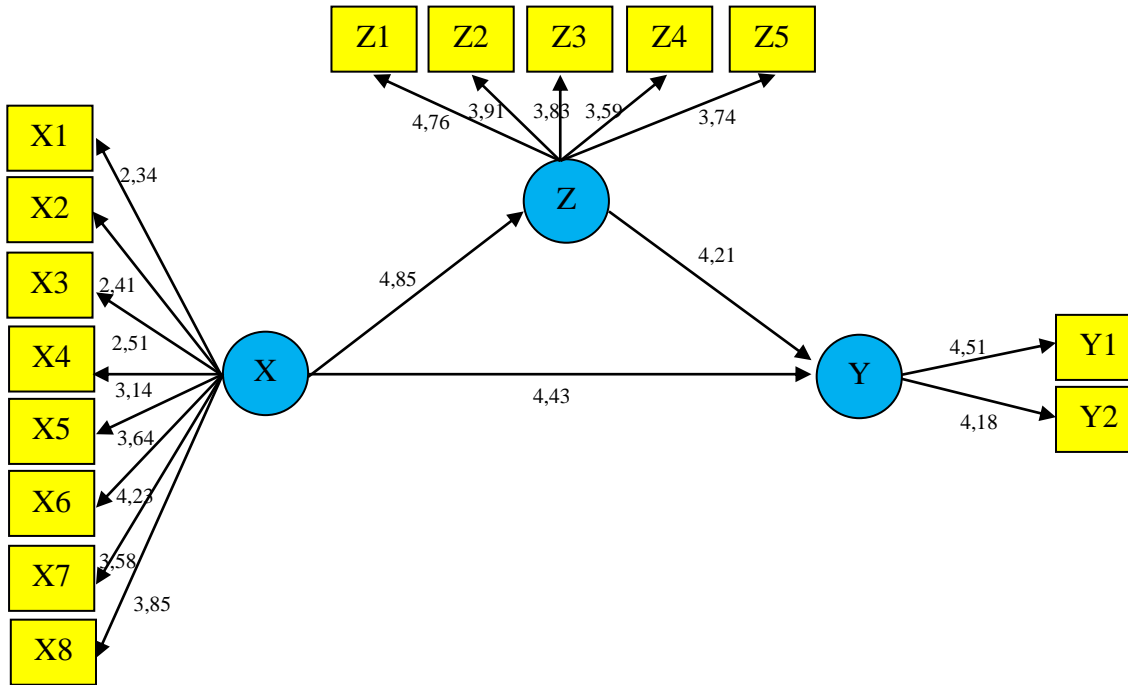 Z1
Z2
Z3
Z4
Z5
4,76
3,91
3,83
3,59
3,74
X1
X2
X3
X4
X5
X6
X7
X8
2,34
2,41
2,51
3,14
3,64
4,23
3,58
3,85
X
Z
4,85
4,21
4,43
Y
4,51
4,18
Y1
Y2